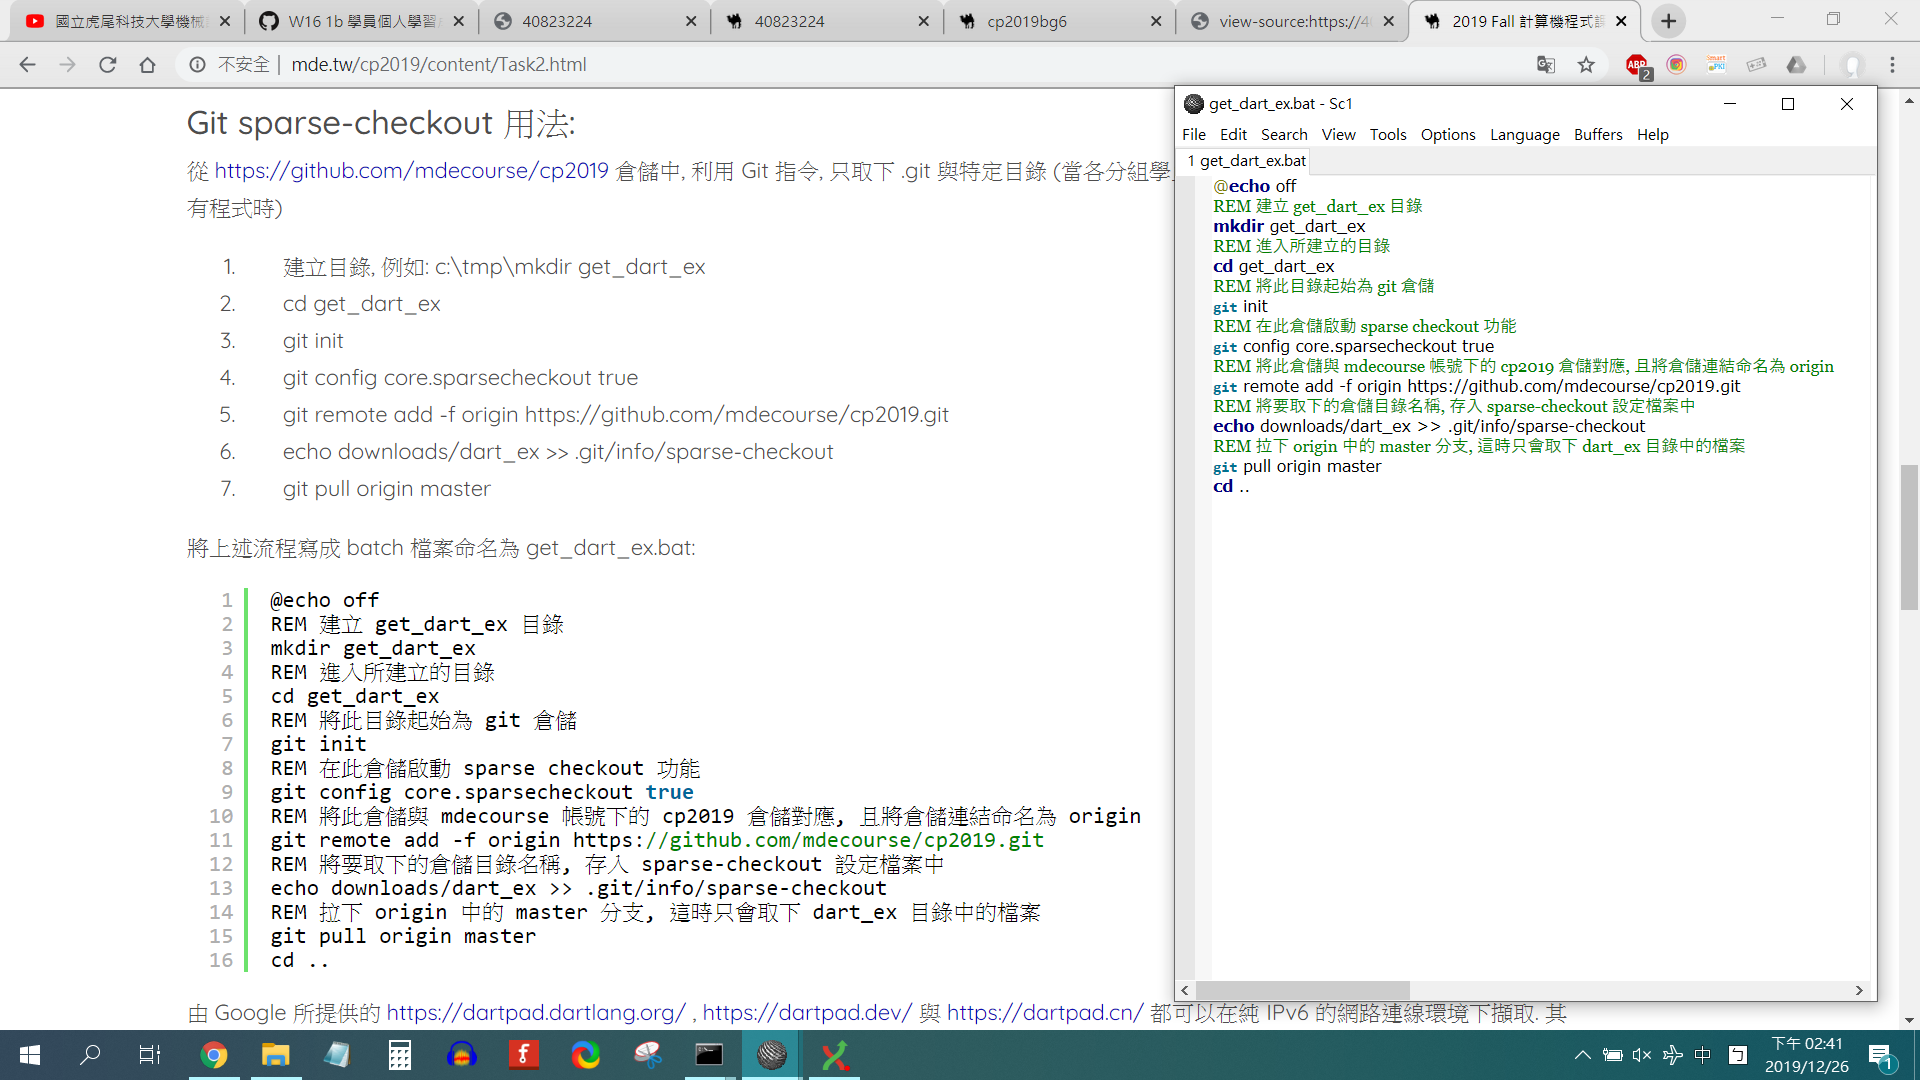 國立虎尾科技大學機械
W16 1b 學員個人學習
40823224
40823224
cp2019bg6
view-source:https://4
2019 Fall 計算機程式
不安全 | mde.tw/cp2019/content/Task2.html
ABP
2
Git sparse-checkout 用法:
從 https://github.com/mdecourse/cp2019 倉儲中, 利用 Git 指令, 只取下 .git 與特定目錄 (當各分組學
有程式時)
1. 建立目錄, 例如: c:\tmp\mkdir get_dart_ex
2. cd get_dart_ex
3. git init
4. git config core.sparsecheckout true
5. git remote add -f origin https://github.com/mdecourse/cp2019.git
6. echo downloads/dart_ex >> .git/info/sparse-checkout
7. git pull origin master
將上述流程寫成 batch 檔案命名為 get_dart_ex.bat:
1 @echo off
2 REM 建立 get_dart_ex 目錄
3 mkdir get_dart_ex
4 REM 進入所建立的目錄
5 cd get_dart_ex
6 REM 將此目錄起始為 git 倉儲
7 git init
8 REM 在此倉儲啟動 sparse checkout 功能
9 git config core.sparsecheckout true
10 REM 將此倉儲與 mdecourse 帳號下的 cp2019 倉儲對應, 且將倉儲連結命名為 origin
11 git remote add -f origin https://github.com/mdecourse/cp2019.git
12 REM 將要取下的倉儲目錄名稱, 存入 sparse-checkout 設定檔案中
13 echo downloads/dart_ex >> .git/info/sparse-checkout
14 REM 拉下 origin 中的 master 分支, 這時只會取下 dart_ex 目錄中的檔案
15 git pull origin master
16 cd ..
由 Google 所提供的 https://dartpad.dartlang.org/ , https://dartpad.dev/ 與 https://dartpad.cn/ 都可以在純 IPv6 的網路連線環境下擷取. 其
get_dart_ex.bat - Sc1
File Edit Search View Tools Options Language Buffers Help
1 get_dart_ex.bat
@echo off
REM 建立 get_dart_ex 目錄
mkdir get_dart_ex
REM 進入所建立的目錄
cd get_dart_ex
REM 將此目錄起始為 git 倉儲
git init
REM 在此倉儲啟動 sparse checkout 功能
git config core.sparsecheckout true
REM 將此倉儲與 mdecourse 帳號下的 cp2019 倉儲對應, 且將倉儲連結命名為 origin
git remote add -f origin https://github.com/mdecourse/cp2019.git
REM 將要取下的倉儲目錄名稱, 存入 sparse-checkout 設定檔案中
echo downloads/dart_ex >> .git/info/sparse-checkout
REM 拉下 origin 中的 master 分支, 這時只會取下 dart_ex 目錄中的檔案
git pull origin master
cd ..
中
下午 02:41
2019/12/26
1